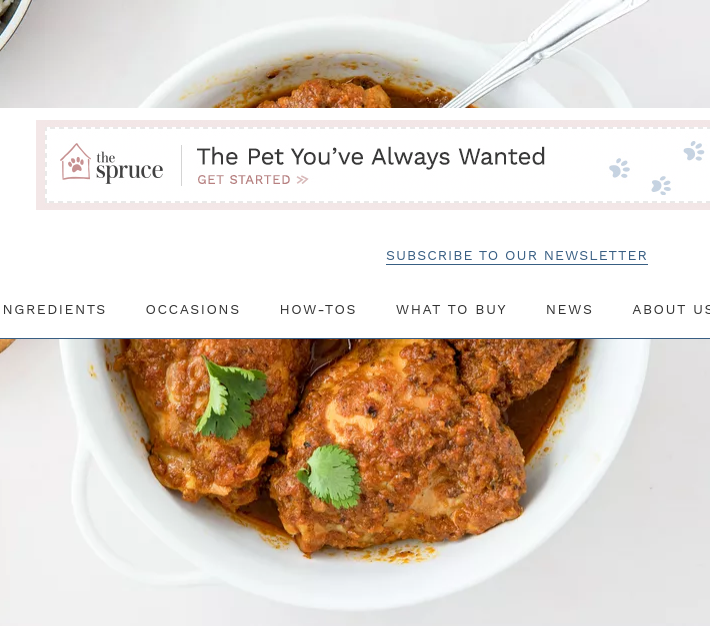 the
spruce
The Pet You've Always Wanted
GET STARTED >>
SUBSCRIBE TO OUR NEWSLETTER
NGREDIENTS OCCASIONS HOW-TOS WHAT TO BUY NEWS ABOUT US